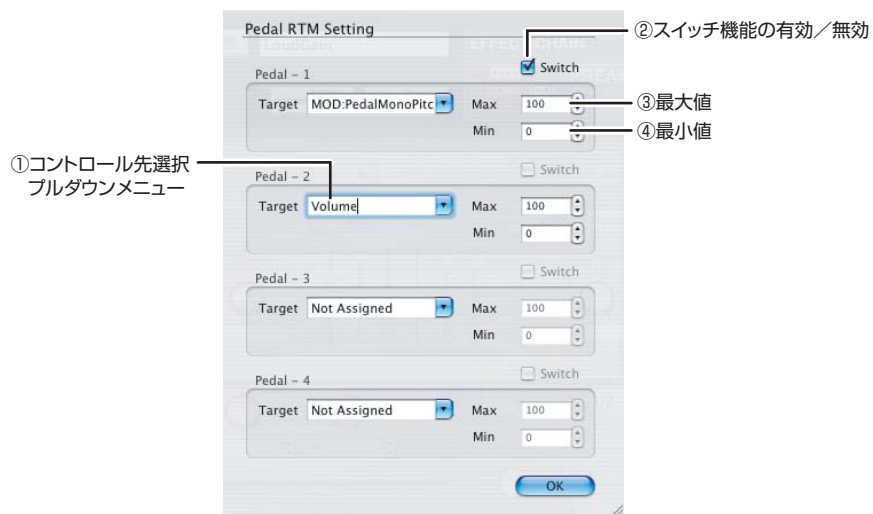 Pedal RTM Setting
②スイッチ機能の有効／無効
Switch
Pedal - 1
Target MOD:PedalMonoPitc Max 100 ③最大値
Min 0 ④最小値
①コントロール先選択
プルダウンメニュー
Switch
Pedal - 2
Target Volume Max 100
Min 0
Switch
Pedal - 3
Target Not Assigned Max 100
Min 0
Switch
Pedal - 4
Target Not Assigned Max 100
Min 0
OK